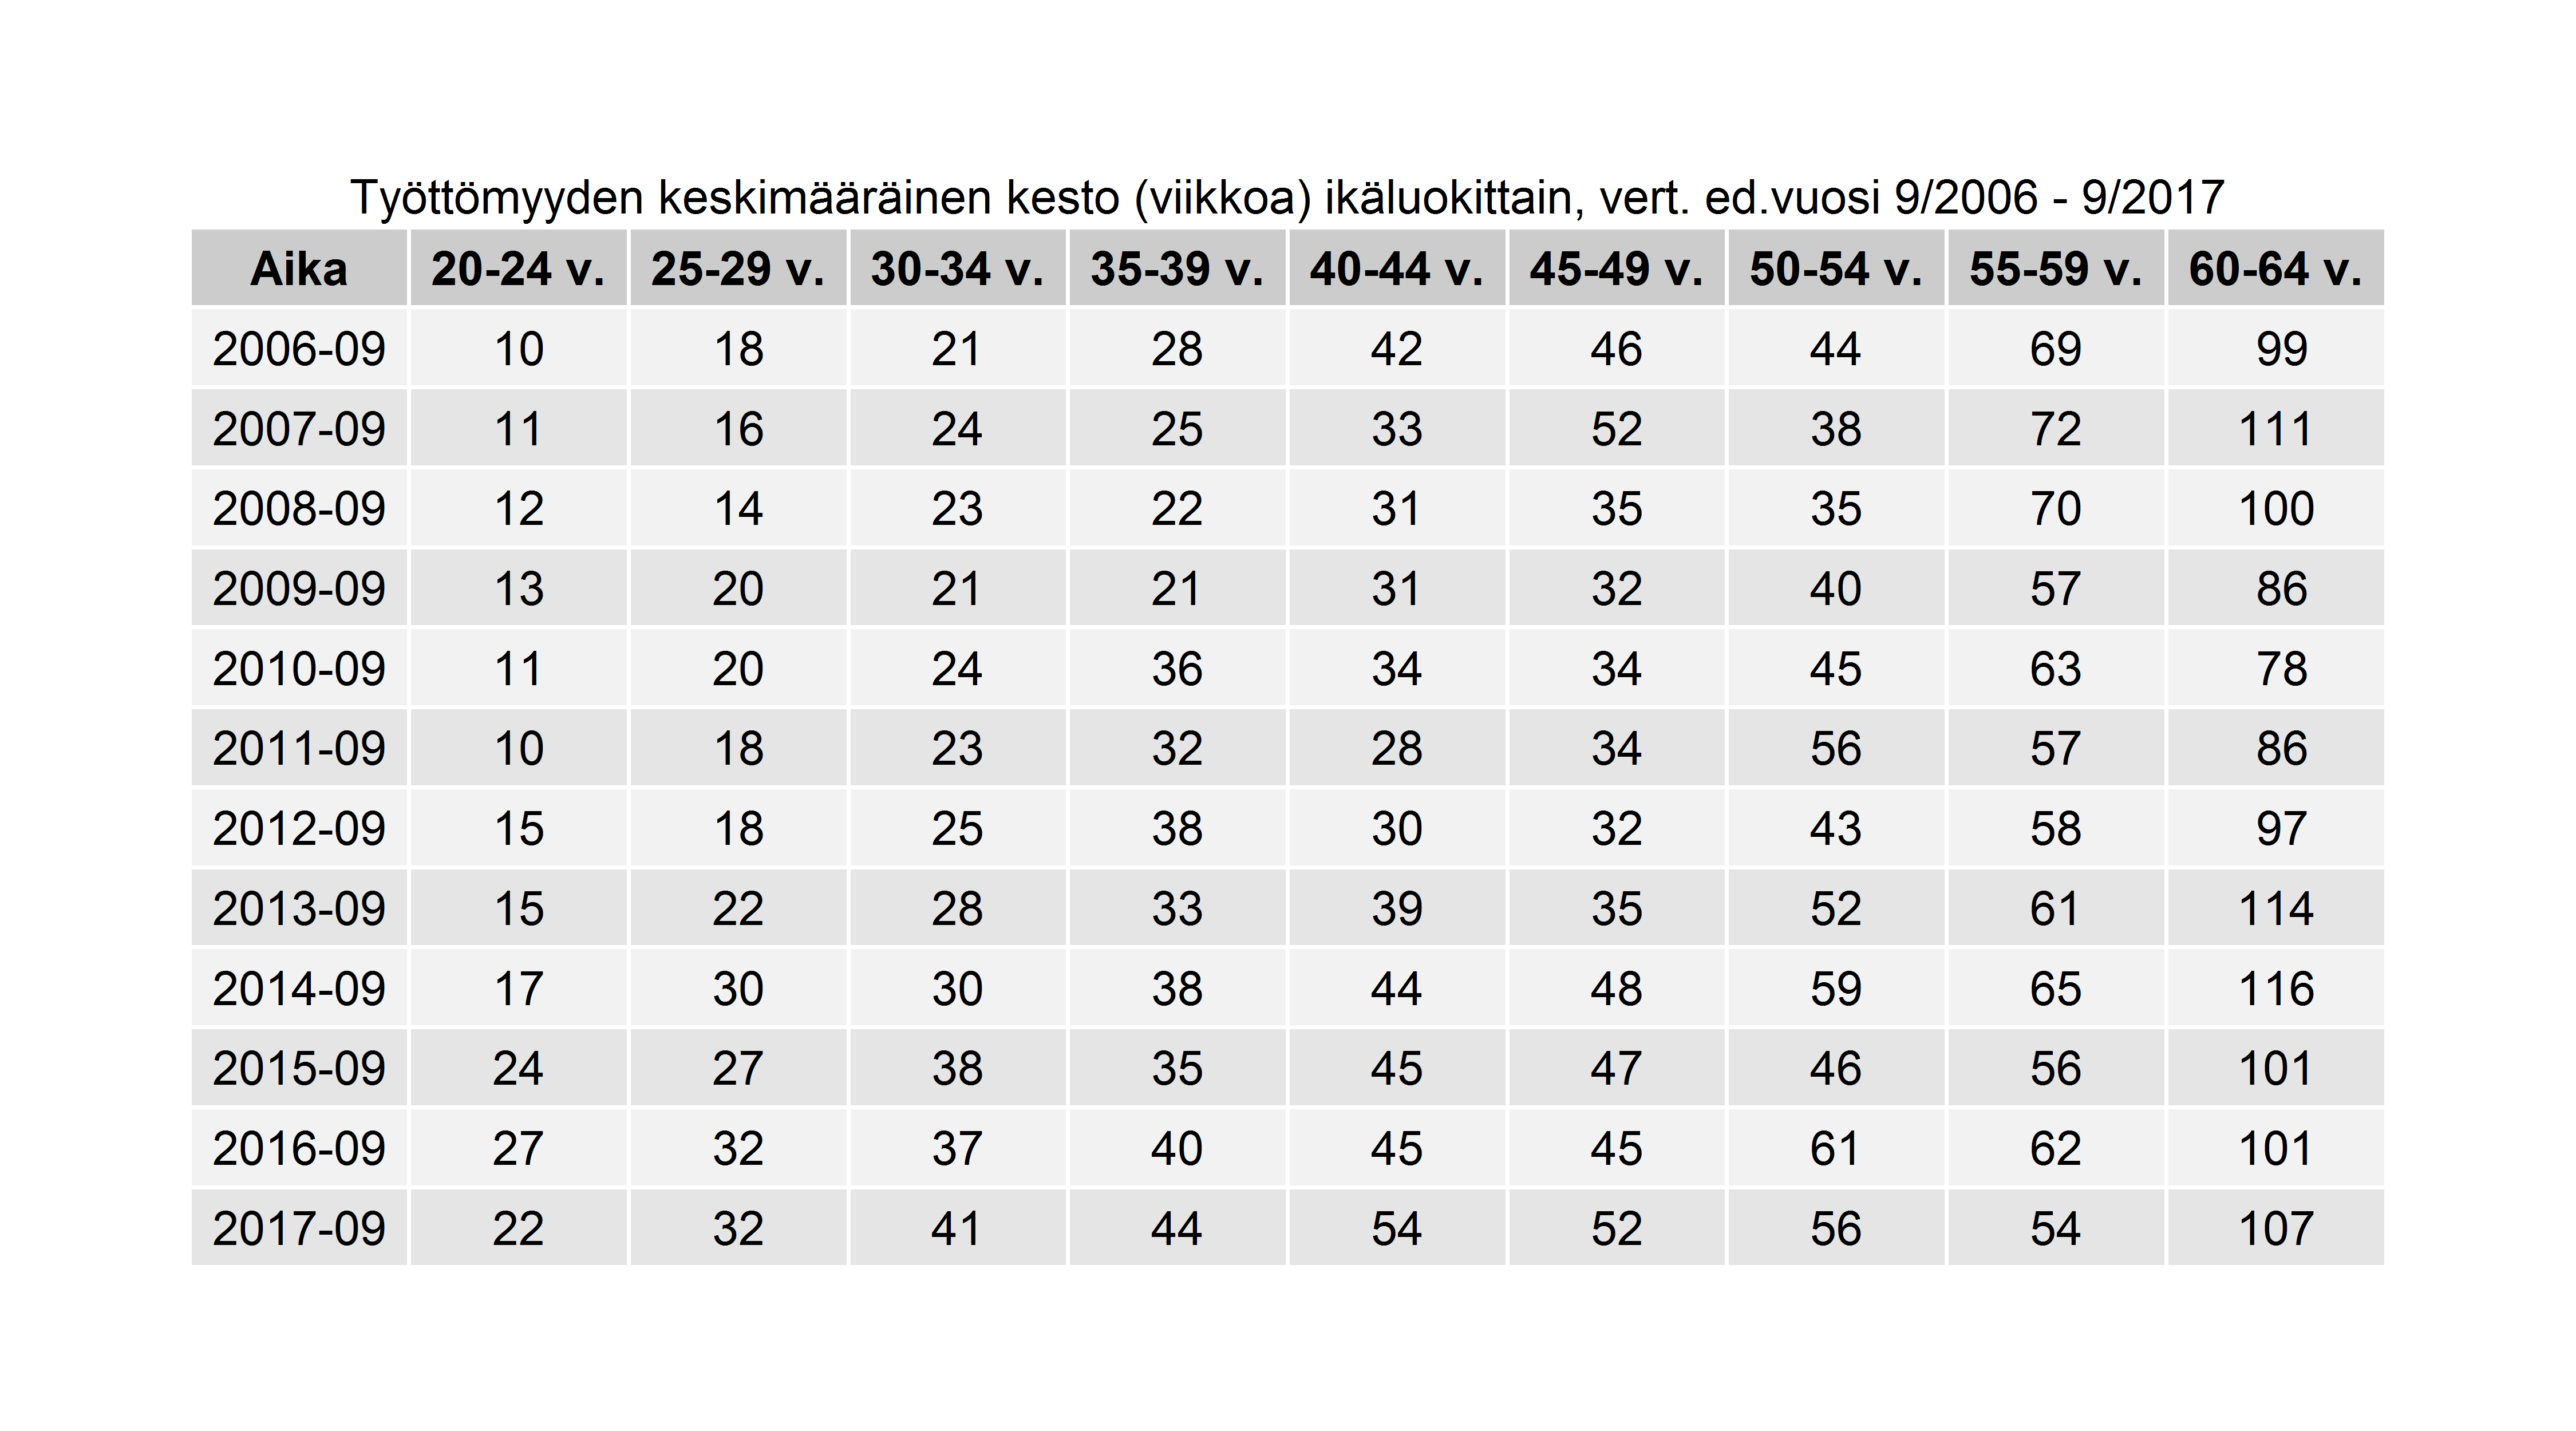 Työttömyyden keskimääräinen kesto (viikkoa) ikäluokittain, vert. ed.vuosi 9/2006 - 9/2017
Aika 20-24 v. 25-29 v. 30-34 v. 35-39 v. 40-44 v. 45-49 v. 50-54 v. 55-59 v. 60-64 v.
2006-09 10 18 21 28 42 46 44 69 99
2007-09 11 16 24 25 33 52 38 72 111
2008-09 12 14 23 22 31 35 35 70 100
2009-09 13 20 21 21 31 32 40 57 86
2010-09 11 20 24 36 34 34 45 63 78
2011-09 10 18 23 32 28 34 56 57 86
2012-09 15 18 25 38 30 32 43 58 97
2013-09 15 22 28 33 39 35 52 61 114
2014-09 17 30 30 38 44 48 59 65 116
2015-09 24 27 38 35 45 47 46 56 101
2016-09 27 32 37 40 45 45 61 62 101
2017-09 22 32 41 44 54 52 56 54 107